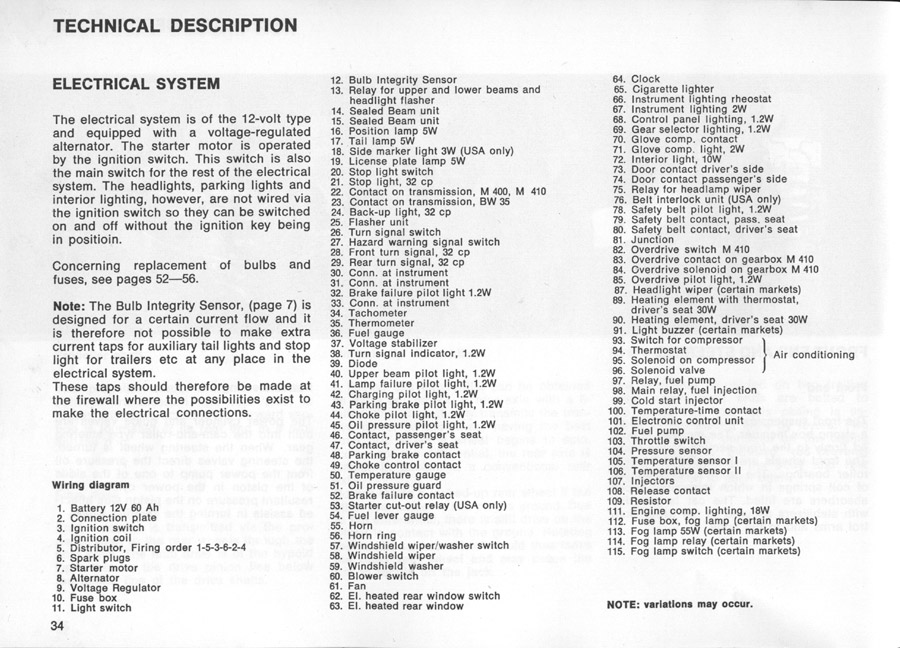 TECHNICAL DESCRIPTION
ELECTRICAL SYSTEM
The electrical system is of the 12-volt type
and equipped with a voltage-regulated
alternator. The starter motor is operated
by the ignition switch. This switch is also
the main switch for the rest of the electrical
system. The headlights, parking lights and
interior lighting, however, are not wired via
the ignition switch so they can be switched
on and off without the ignition key being
in positioin.
Concerning replacement of bulbs and
fuses, see pages 52—56.
Note: The Bulb Integrity Sensor, (page 7) is
designed for a certain current flow and it
is therefore not possible to make extra
current taps for auxiliary tail lights and stop
light for trailers etc at any place in the
electrical system.
These taps should therefore be made at
the firewall where the possibilities exist to
make the electrical connections.
Wiring diagram
1. Battery 12V 60 Ah
2. Connection plate
3. Ignition switch
4. Ignition coil
5. Distributor, Firing order 1-5-3-6-2-4
6. Spark plugs
7. Starter motor
8. Alternator
9. Voltage Regulator
10. Fuse box
11. Light switch
34
12. Bulb Integrity Sensor
13. Relay for upper and lower beams and
headlight flasher
14. Sealed Beam unit
15. Sealed Beam unit
16. Position lamp 5W
17. Tail lamp 5W
18. Side marker light 3W (USA only)
19. License plate lamp 5W
20. Stop light switch
21. Stop light, 32 cp
22. Contact on transmission, M 400, M 410
23. Contact on transmission, BW 35
24. Back-up light, 32 cp
25. Flasher unit
26. Turn signal switch
27. Hazard warning signal switch
28. Front turn signal, 32 cp
29. Rear turn signal, 32 cp
30. Conn. at instrument
31. Conn. at instrument
32. Brake failure pilot light 1.2W
33. Conn. at instrument
34. Tachometer
35. Thermometer
36. Fuel gauge
37. Voltage stabilizer
38. Turn signal indicator, 1.2W
39. Diode
40. Upper beam pilot light, 1.2W
41. Lamp failure pilot light, 1.2W
42. Charging pilot light, 1.2W
43. Parking brake pilot light, 1.2W
44. Choke pilot light, 1.2W
45. Oil pressure pilot light, 1.2W
46. Contact, passenger's seat
47. Contact, driver's seat
48. Parking brake contact
49. Choke control contact
50. Temperature gauge
51. Oil pressure guard
52. Brake failure contact
53. Starter cut-out relay (USA only)
54. Fuel lever gauge
55. Horn
56. Horn ring
57. Windshield wiper/washer switch
58. Windshield wiper
59. Windshield washer
60. Blower switch
61. Fan
62. El. heated rear window switch
63. El. heated rear window
64. Clock
65. Cigarette lighter
66. Instrument lighting rheostat
67. Instrument lighting 2W
68. Control panel lighting, 1.2W
69. Gear selector lighting, 1.2W
70. Glove comp. contact
71. Glove comp. light, 2W
72. Interior light, 10W
73. Door contact driver's side
74. Door contact passenger's side
75. Relay for headlamp wiper
76. Belt interlock unit (USA only)
78. Safety belt pilot light, 1.2W
79. Safety belt contact, pass. seat
80. Safety belt contact, driver's seat
81. Junction
82. Overdrive switch M 410
83. Overdrive contact on gearbox M 410
84. Overdrive solenoid on gearbox M 410
85. Overdrive pilot light, 1.2W
87. Headlight wiper (certain markets)
89. Heating element with thermostat,
driver's seat 30W
90. Heating element, driver's seat 30W
91. Light buzzer (certain markets)
93. Switch for compressor
94. Thermostat
95. Solenoid on compressor
96. Solenoid valve
Air conditioning
97. Relay, fuel pump
98. Main relay, fuel injection
99. Cold start injector
100. Temperature-time contact
101. Electronic control unit
102. Fuel pump
103. Throttle switch
104. Pressure sensor
105. Temperature sensor I
106. Temperature sensor II
107. Injectors
108. Release contact
109. Resistor
111. Engine comp. lighting, 18W
112. Fuse box, fog lamp (certain markets)
113. Fog lamp 55W (certain markets)
114. Fog lamp relay (certain markets)
115. Fog lamp switch (certain markets)
NOTE: variations may occur.